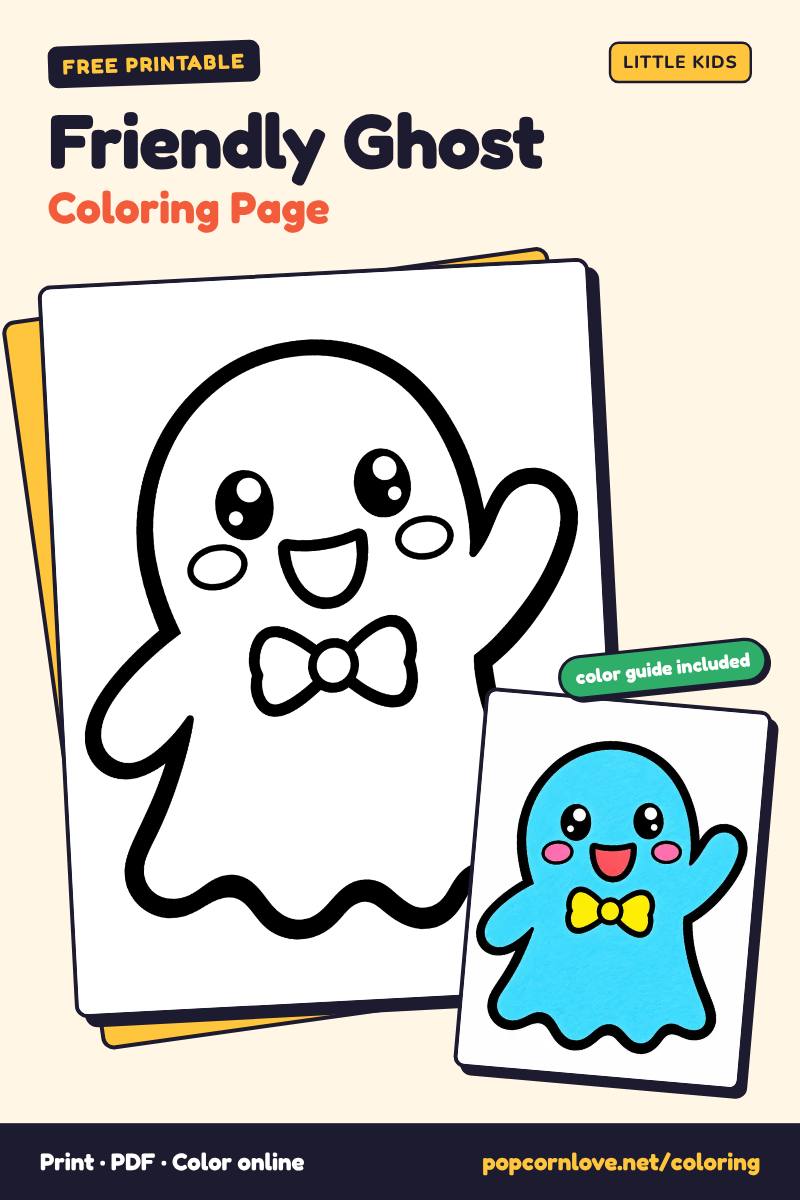 FREE PRINTABLE
LITTLE KIDS
Friendly Ghost
Coloring Page
color guide included
Print · PDF · Color online
popcornlove.net/coloring